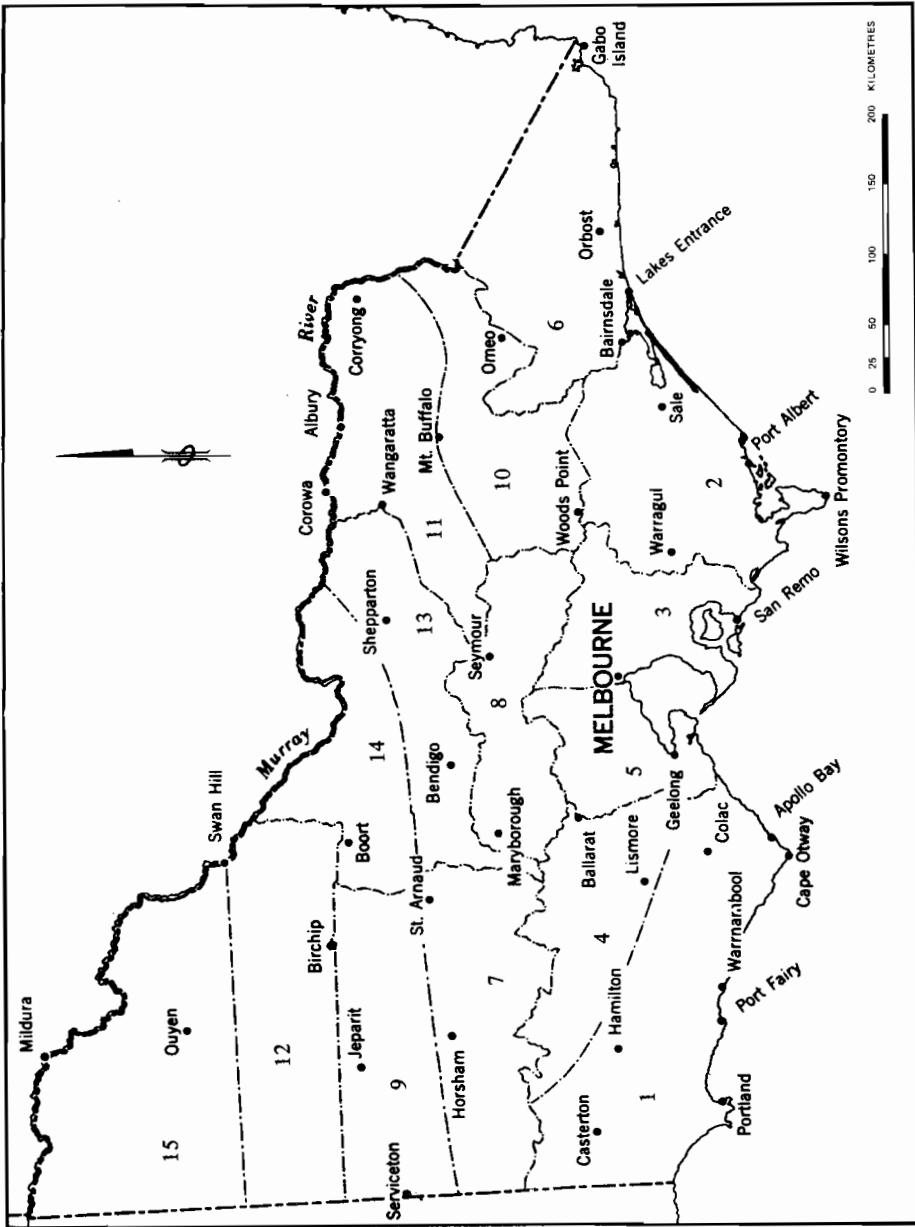 Mildura
Ouyen
15
Swan Hill
12
Murray
River
Corowa
Albury
Corryong
Wangaratta
Mt. Buffalo
Birchip
Boort
Jeparit
9
Serviceton
14
Shepparton
13
11
St. Arnaud
Bendigo
Horsham
Seymour
10
Omeo
7
Maryborough
8
6
Woods Point
Gabo
Island
Casterton
Hamilton
4
Ballarat
Lismore
5
MELBOURNE
3
Warragul
Sale
Bairnsdale
Orbost
Lakes Entrance
1
Geelong
Colac
2
Portland
Port Fairy
Warrnambool
Cape Otway
Apollo Bay
San Remo
Wilsons Promontory
Port Albert
0 25 50 100 150 200 KILOMETRES